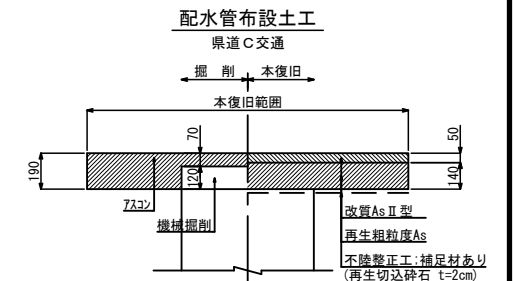 配水管布設土工
県道C交通
掘 削
本復旧
本復旧範囲
70
50
190
120
140
アスコン
機械掘削
改質AsⅡ型
再生粗粒度As
不陸整正工;補足材あり
(再生切込砕石 t=2cm)